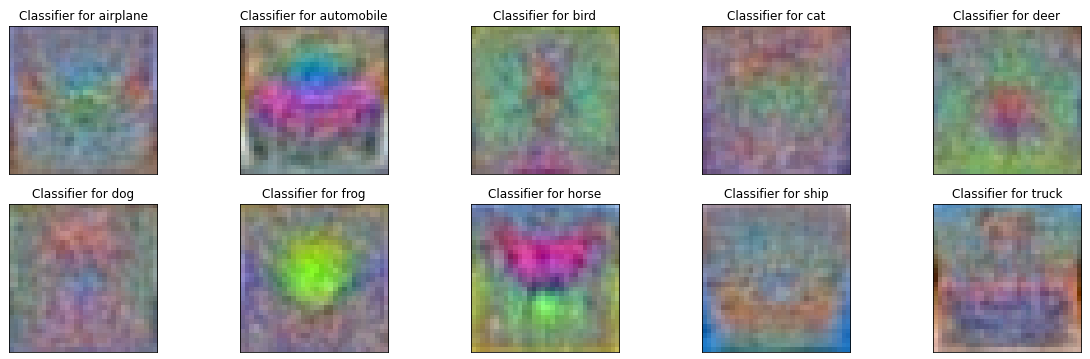 Classifier for airplane
Classifier for automobile
Classifier for bird
Classifier for cat
Classifier for deer
Classifier for dog
Classifier for frog
Classifier for horse
Classifier for ship
Classifier for truck